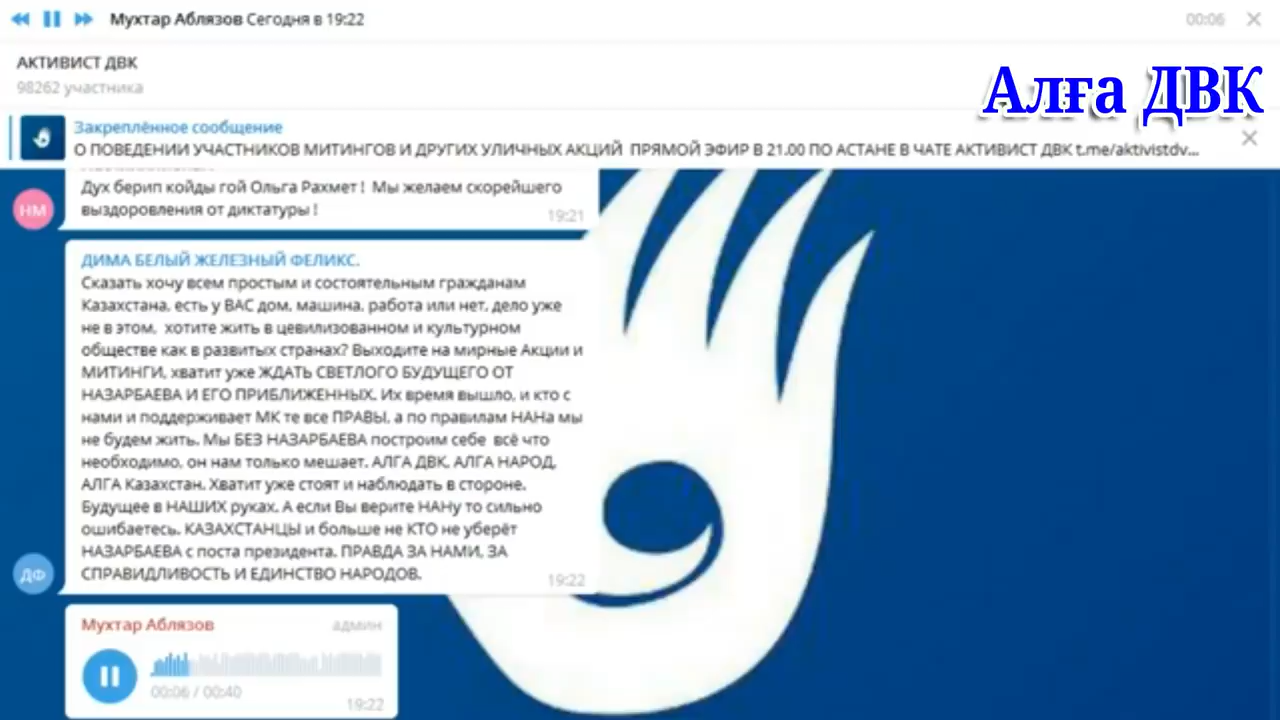 Мухтар Аблязов Сегодня в 19:22
00:06
АКТИВИСТ ДВК
98262 участника
Алға ДВК
Закреплённое сообщение
О ПОВЕДЕНИИ УЧАСТНИКОВ МИТИНГОВ И ДРУГИХ УЛИЧНЫХ АКЦИЙ ПРЯМОЙ ЭФИР В 21.00 ПО АСТАНЕ В ЧАТЕ АКТИВИСТ ДВК t.me/aktivistdv...
Дух берип койды гой Ольга Рахмет ! Мы желаем скорейшего
выздоровления от диктатуры !
19:21
НМ
ДИМА БЕЛЫЙ ЖЕЛЕЗНЫЙ ФЕЛИКС.
Сказать хочу всем простым и состоятельным гражданам
Казахстана, есть у ВАС дом, машина, работа или нет, дело уже
не в этом, хотите жить в цевилизованном и культурном
обществе как в развитых странах? Выходите на мирные Акции и
МИТИНГИ, хватит уже ЖДАТЬ СВЕТЛОГО БУДУЩЕГО ОТ
НАЗАРБАЕВА И ЕГО ПРИБЛИЖЕННЫХ. Их время вышло, и кто с
нами и поддерживает МК те все ПРАВЫ, а по правилам НАНа мы
не будем жить. Мы БЕЗ НАЗАРБАЕВА построим себе всё что
необходимо, он нам только мешает. АЛГА ДВК, АЛГА НАРОД,
АЛГА Казахстан. Хватит уже стоят и наблюдать в стороне.
Будущее в НАШИХ руках. А если Вы верите НАНу то сильно
ошибаетесь. КАЗАХСТАНЦЫ и больше не КТО не уберёт
НАЗАРБАЕВА с поста президента. ПРАВДА ЗА НАМИ, ЗА
СПРАВИДЛИВОСТЬ И ЕДИНСТВО НАРОДОВ.
19:22
ДФ
Мухтар Аблязов админ
00:06 / 00:40
19:22